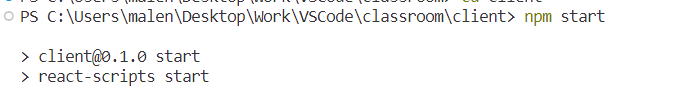 PS C:\Users\malen\Desktop\Work\VSCode\classroom\client> npm start
> client@0.1.0 start
> react-scripts start